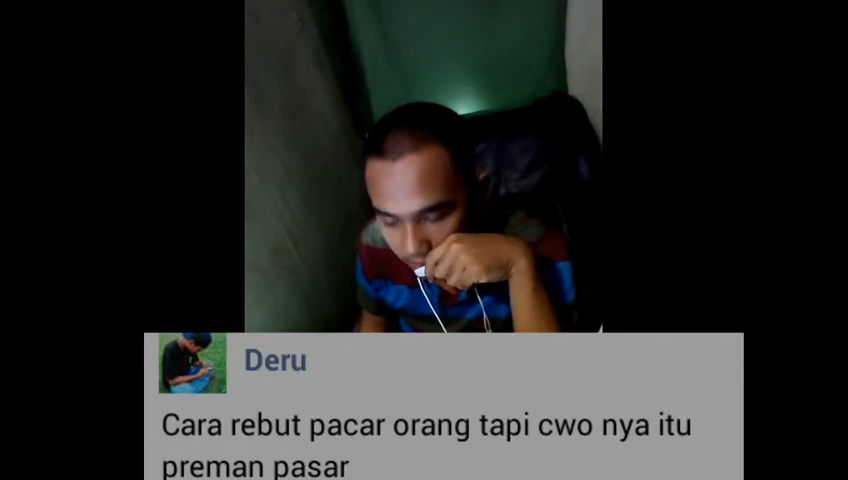 Deru
Cara rebut pacar orang tapi cwo nya itu
preman pasar